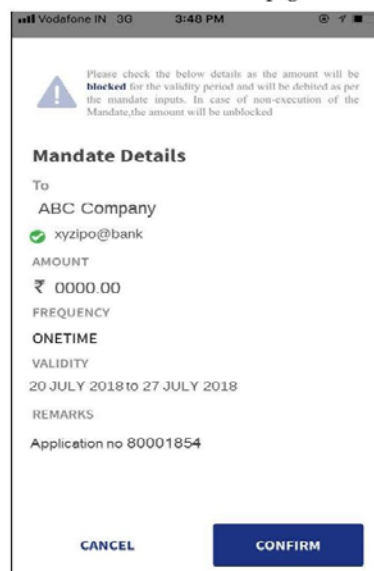 Vodafone IN 3G 3:48 PM
Please check the below details as the amount will be
blocked for the validity period and will be debited as per
the mandate inputs. In case of non-execution of the
Mandate,the amount will be unblocked
Mandate Details
To
ABC Company
xyzipo@bank
AMOUNT
₹ 0000.00
FREQUENCY
ONETIME
VALIDITY
20 JULY 2018 to 27 JULY 2018
REMARKS
Application no 80001854
CANCEL CONFIRM